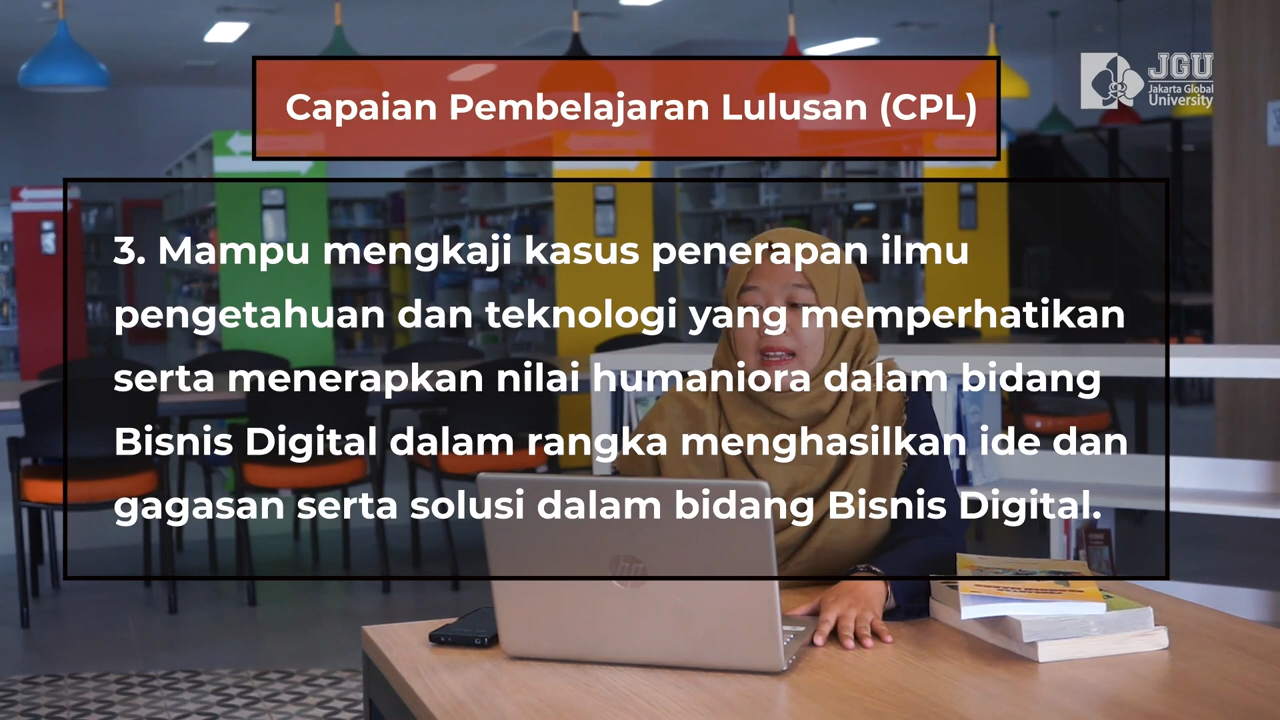 Capaian Pembelajaran Lulusan (CPL)
JGU
Jakarta Global
University
3. Mampu mengkaji kasus penerapan ilmu
pengetahuan dan teknologi yang memperhatikan
serta menerapkan nilai humaniora dalam bidang
Bisnis Digital dalam rangka menghasilkan ide dan
gagasan serta solusi dalam bidang Bisnis Digital.
hp